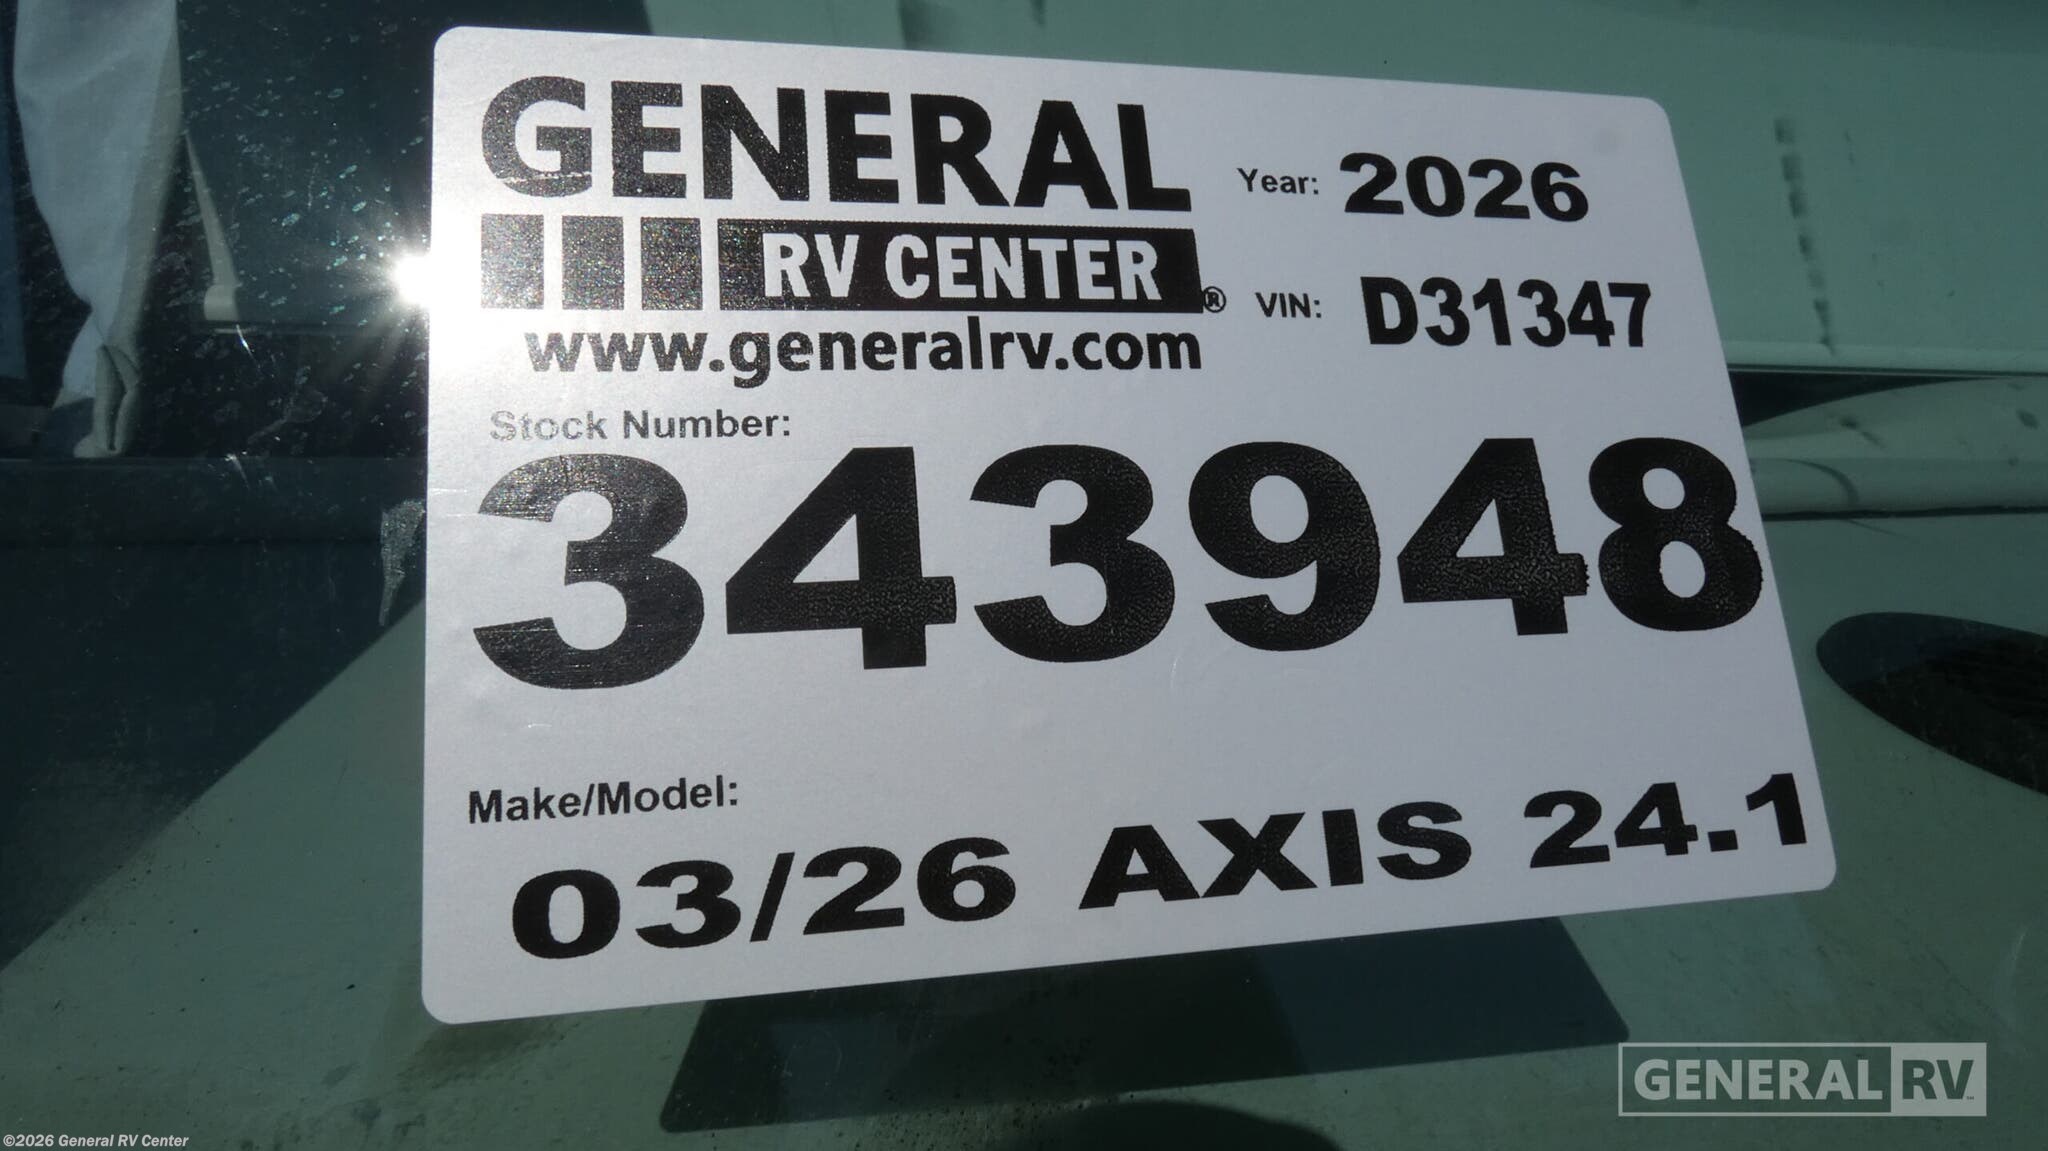 GENERAL
RV CENTER®
www.generalrv.com
Year: 2026
VIN: D31347
Stock Number:
343948
Make/Model:
03/26 AXIS 24.1
GENERAL RV
©2026 General RV Center